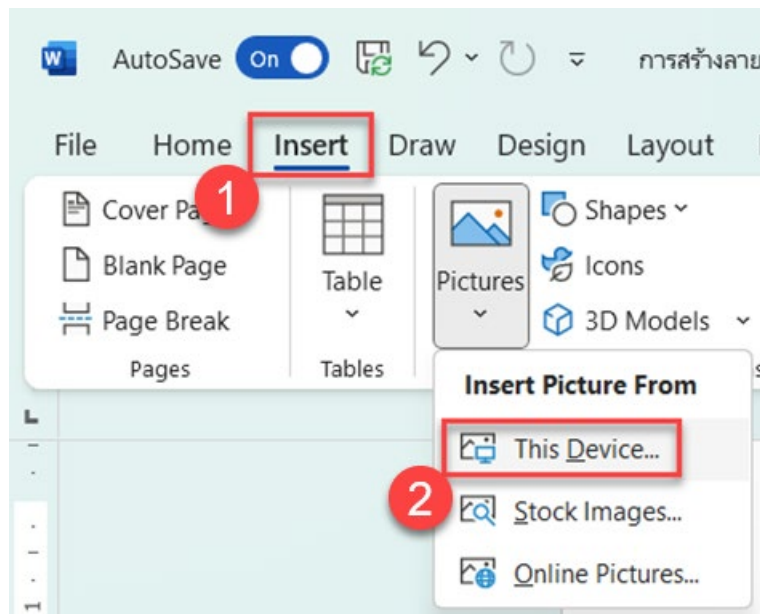 W AutoSave On การสร้างลาย
File Home Insert Draw Design Layout
1
Cover Pa
Blank Page
Page Break
Pages
Table
Tables
Pictures
Shapes
Icons
3D Models
Insert Picture From
This Device...
2
Stock Images...
Online Pictures...
L
1